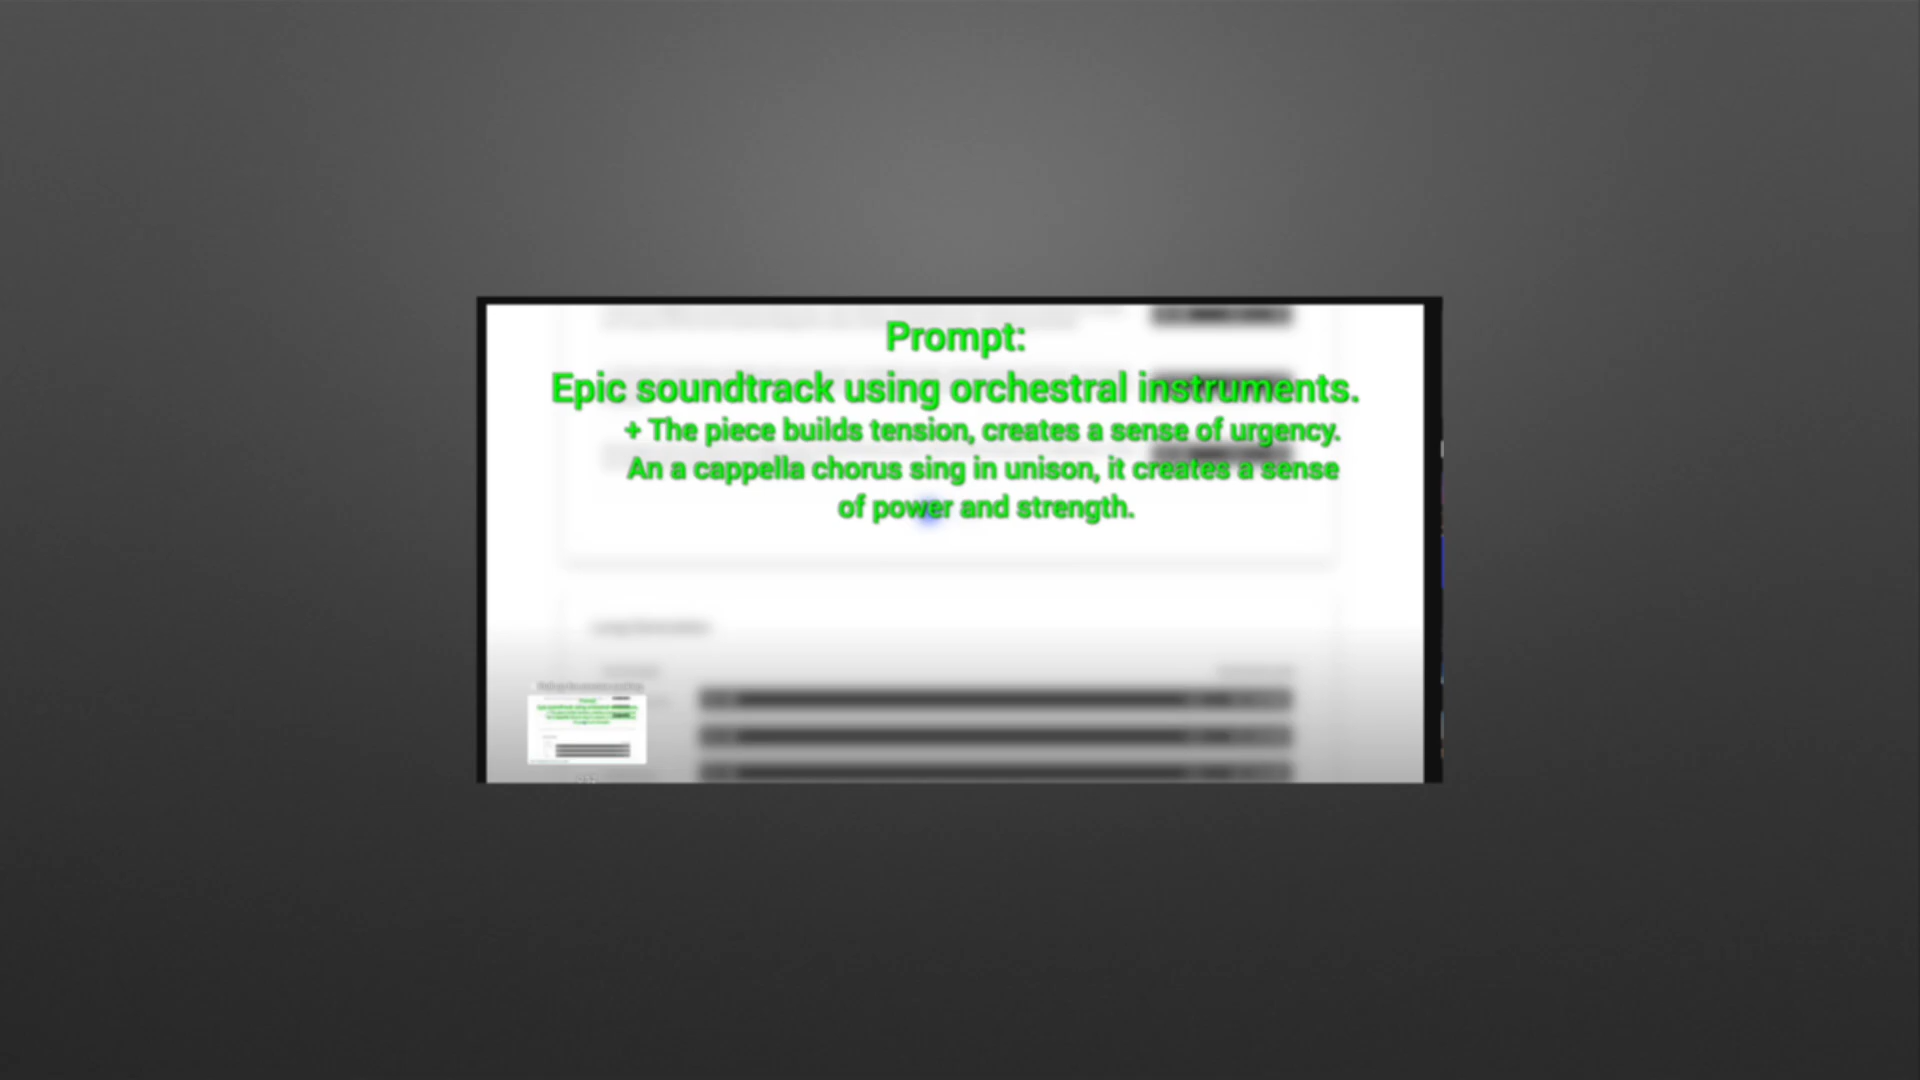 Prompt:
Epic soundtrack using orchestral instruments.
+ The piece builds tension, creates a sense of urgency.
An a cappella chorus sing in unison, it creates a sense
of power and strength.